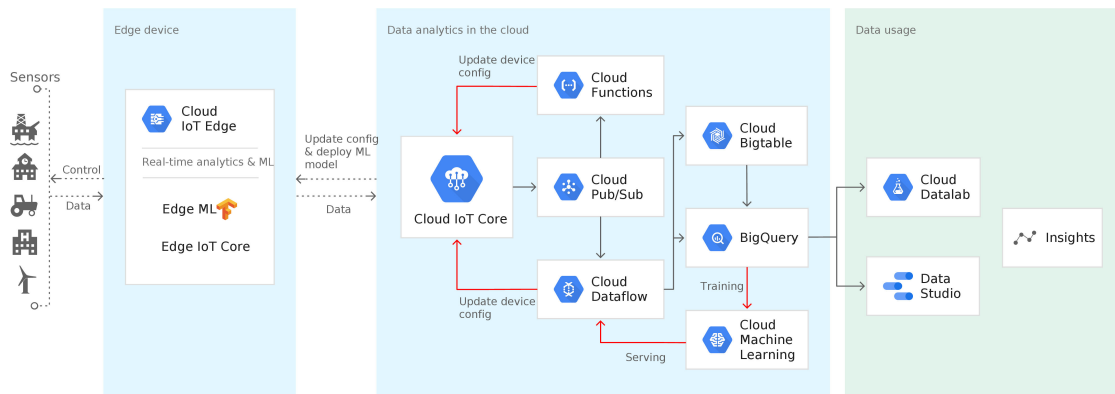 Sensors
Control
Data
Edge device
Cloud
IoT Edge
Real-time analytics & ML
Edge ML
Edge IoT Core
Update config
& deploy ML
model
Data
Data analytics in the cloud
Update device
config
Cloud
Functions
Cloud IoT Core
Cloud
Pub/Sub
Update device
config
Cloud
Dataflow
Cloud
Bigtable
BigQuery
Training
Cloud
Machine
Learning
Serving
Data usage
Cloud
Datalab
Data
Studio
Insights